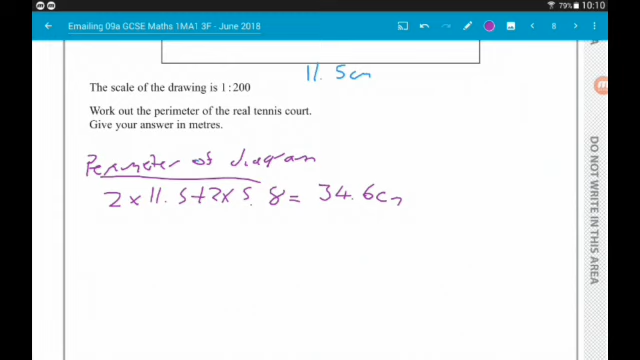 79% 10:10
Emailing 09a GCSE Maths 1MA1 3F - June 2018
8
11.5cm
The scale of the drawing is 1 : 200
Work out the perimeter of the real tennis court.
Give your answer in metres.
Perimeter of diagram
2 × 11.5 + 2 × 5.8 = 34.6cm
DO NOT WRITE IN THIS AREA